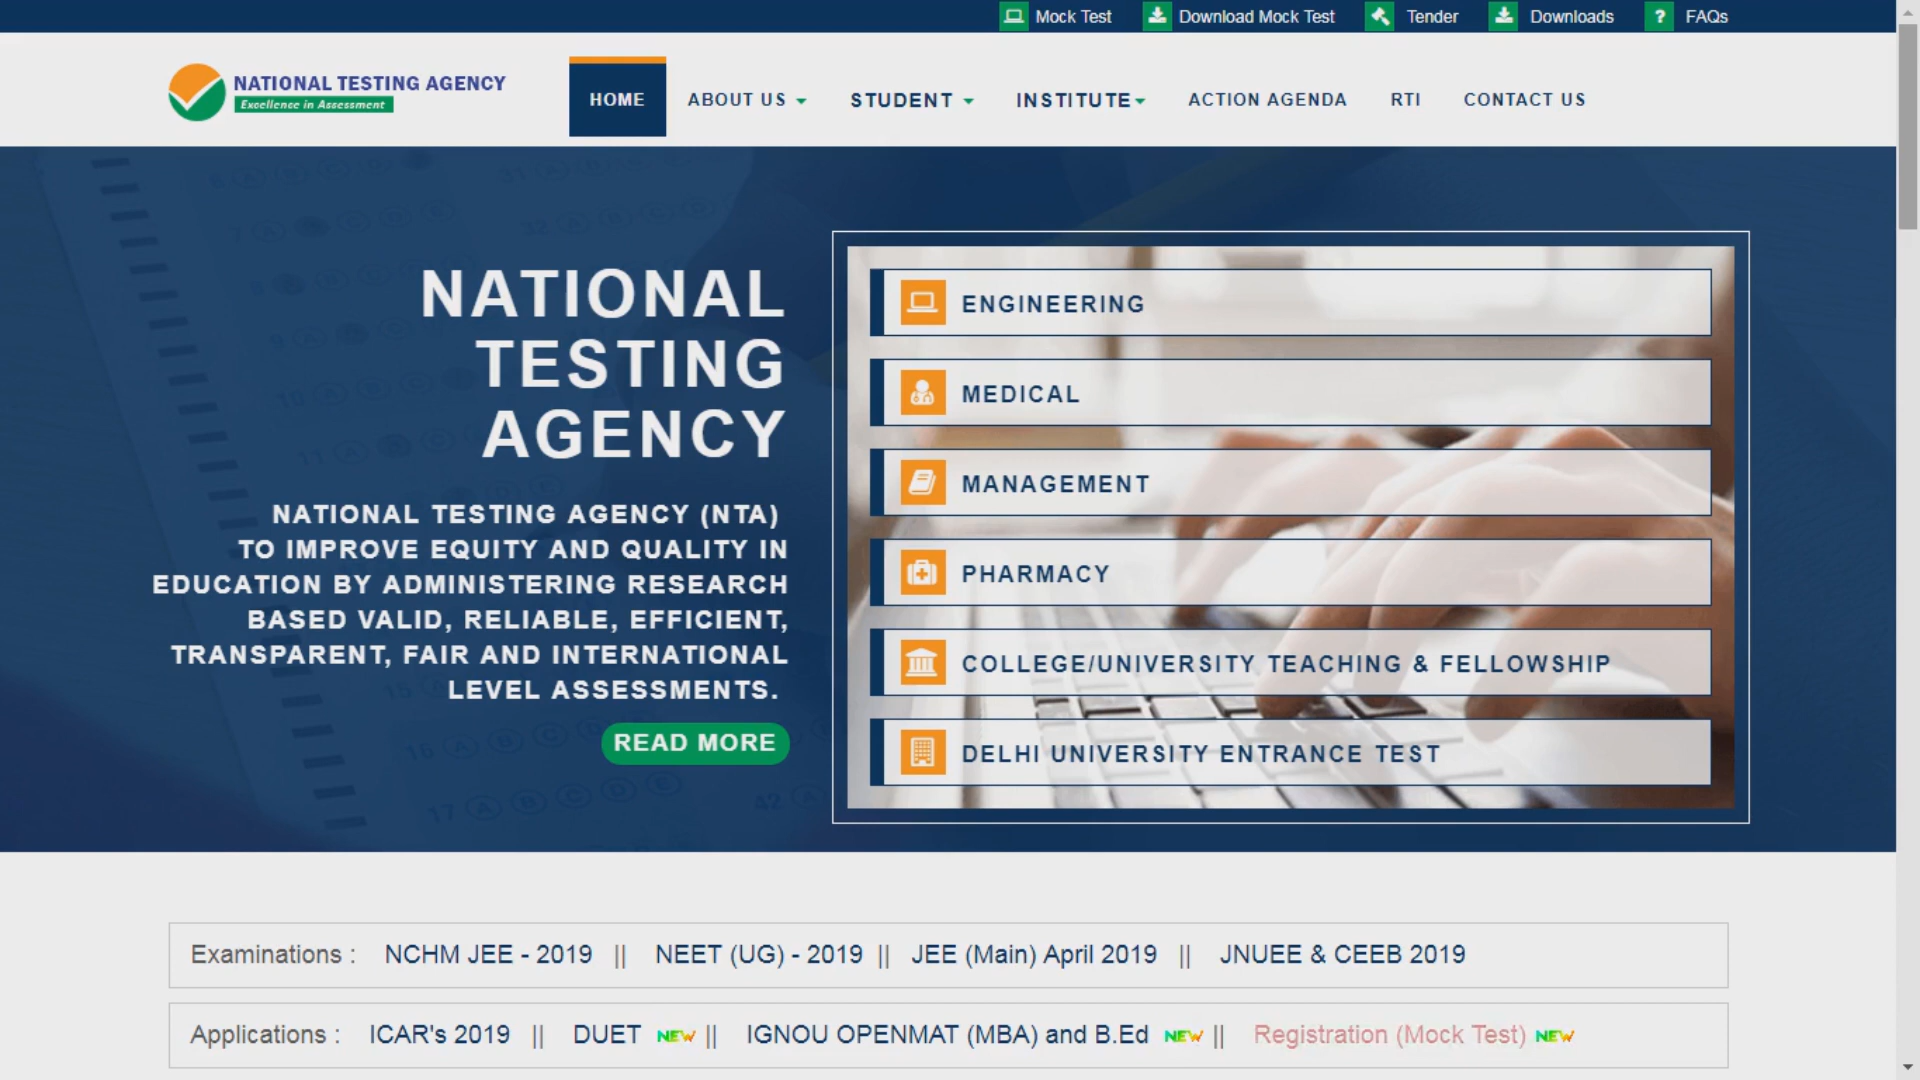 Mock Test Download Mock Test Tender Downloads ? FAQs
NATIONAL TESTING AGENCY
Excellence in Assessment
HOME ABOUT US STUDENT INSTITUTE ACTION AGENDA RTI CONTACT US
NATIONAL
TESTING
AGENCY
NATIONAL TESTING AGENCY (NTA)
TO IMPROVE EQUITY AND QUALITY IN
EDUCATION BY ADMINISTERING RESEARCH
BASED VALID, RELIABLE, EFFICIENT,
TRANSPARENT, FAIR AND INTERNATIONAL
LEVEL ASSESSMENTS.
READ MORE
ENGINEERING
MEDICAL
MANAGEMENT
PHARMACY
COLLEGE/UNIVERSITY TEACHING & FELLOWSHIP
DELHI UNIVERSITY ENTRANCE TEST
Examinations : NCHM JEE - 2019 || NEET (UG) - 2019 || JEE (Main) April 2019 || JNUEE & CEEB 2019
Applications : ICAR's 2019 || DUET NEW || IGNOU OPENMAT (MBA) and B.Ed NEW || Registration (Mock Test) NEW